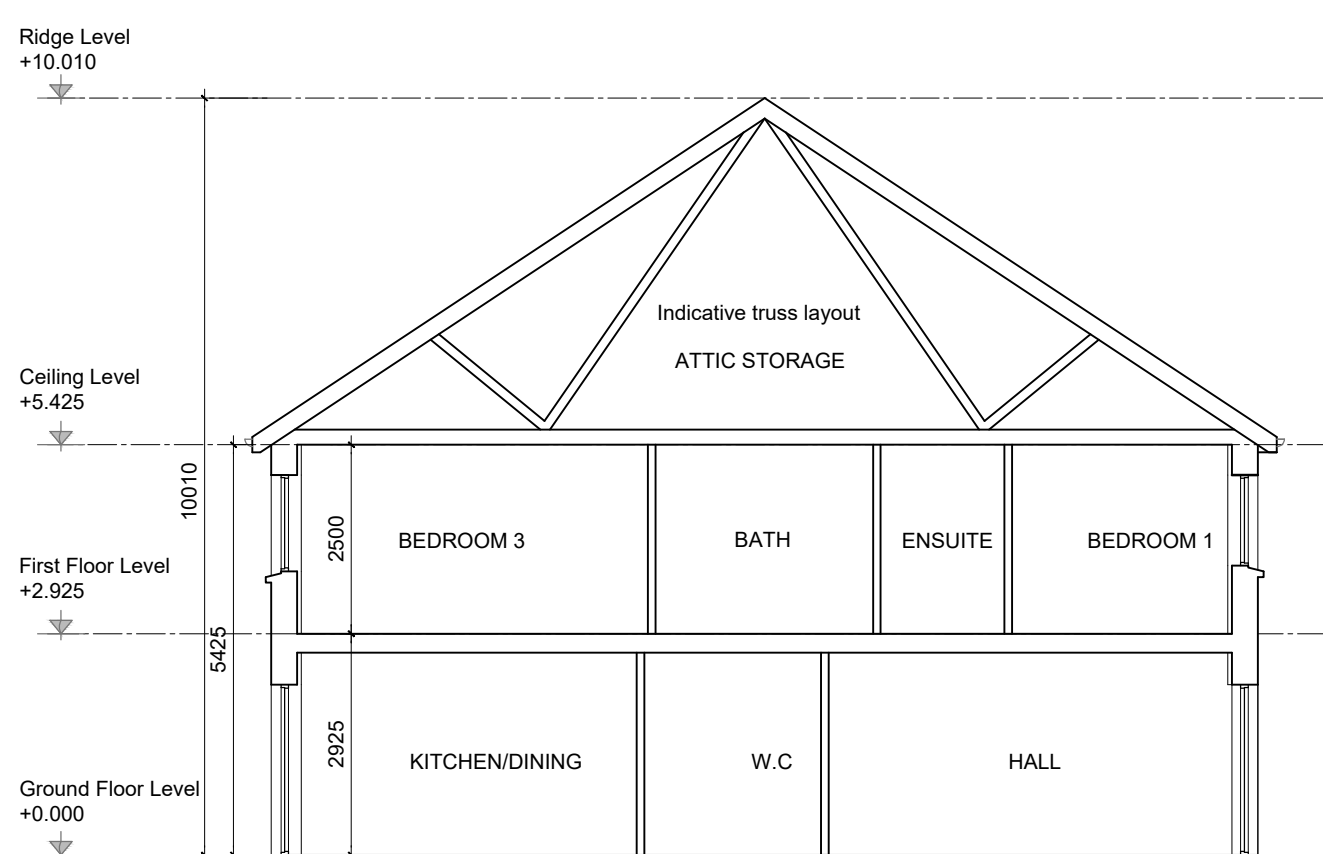 Ridge Level
+10.010
Indicative truss layout
ATTIC STORAGE
Ceiling Level
+5.425
10010
2500
BEDROOM 3
BATH
ENSUITE
BEDROOM 1
First Floor Level
+2.925
5425
2925
KITCHEN/DINING
W.C
HALL
Ground Floor Level
+0.000